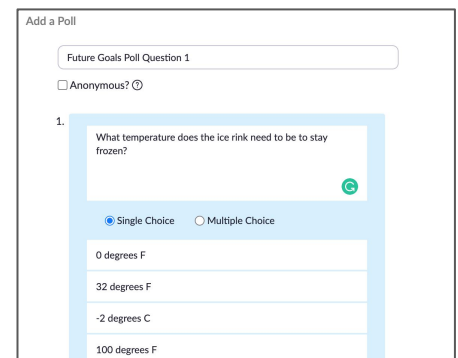 Add a Poll
Future Goals Poll Question 1
Anonymous?
1.
What temperature does the ice rink need to be to stay
frozen?
Single Choice Multiple Choice
0 degrees F
32 degrees F
-2 degrees C
100 degrees F